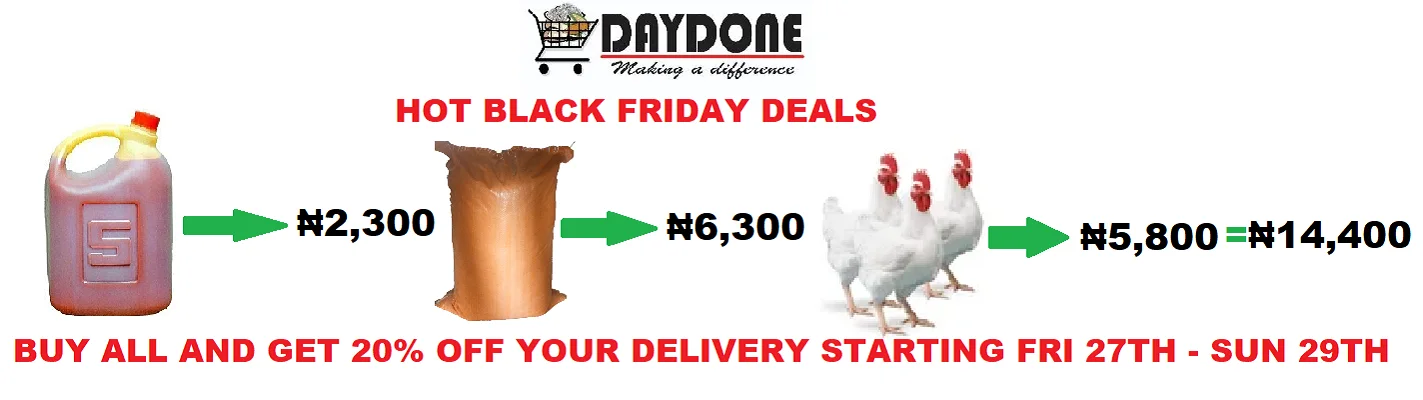 DAYDONE
Making a difference
HOT BLACK FRIDAY DEALS
5
₦2,300
₦6,300
₦5,800 =₦14,400
BUY ALL AND GET 20% OFF YOUR DELIVERY STARTING FRI 27TH - SUN 29TH